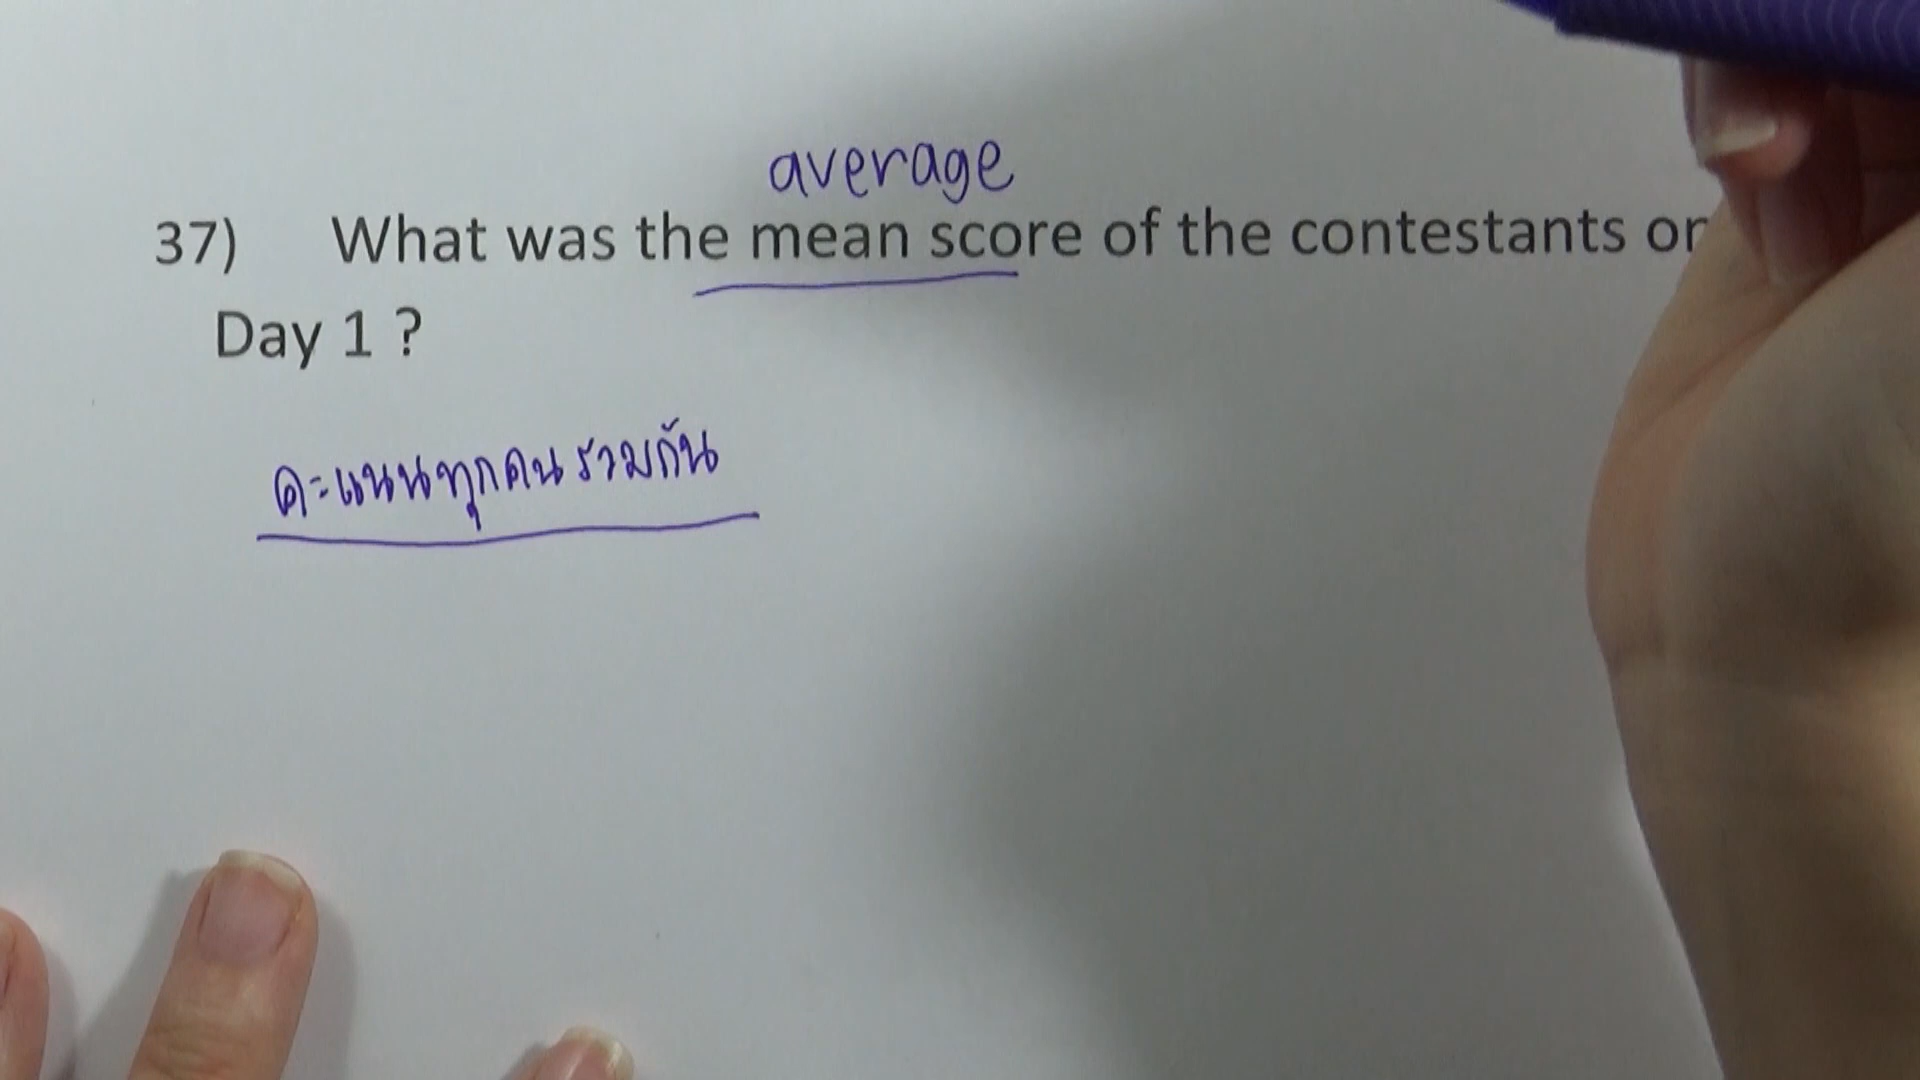 average
37) What was the mean score of the contestants or
Day 1 ?
คะแนนทุกคนรวมกัน